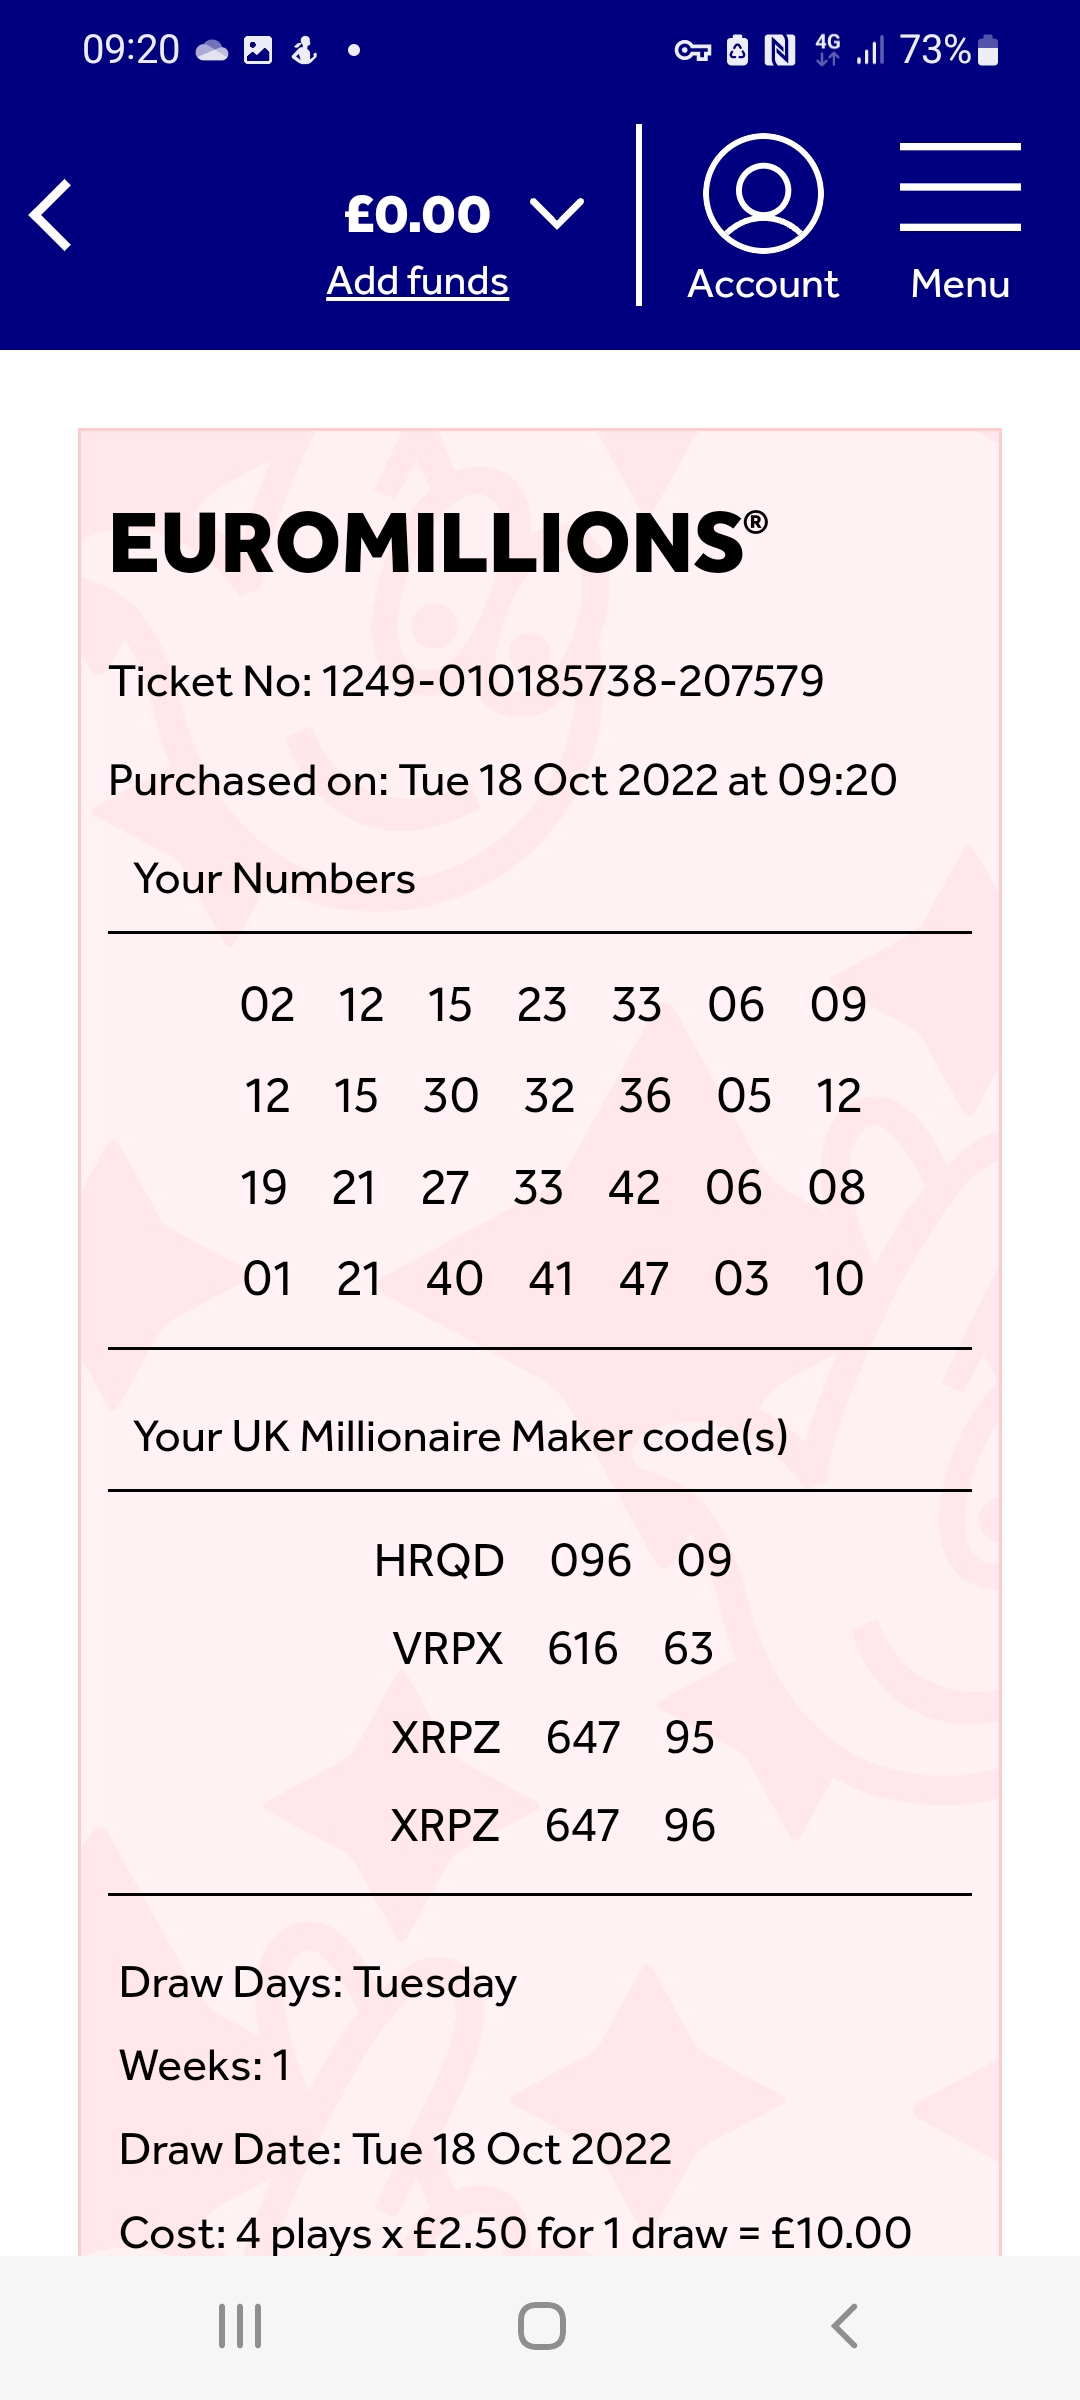 09:20 4G 73%
£0.00
Add funds
Account
Menu
EUROMILLIONS®
Ticket No: 1249-010185738-207579
Purchased on: Tue 18 Oct 2022 at 09:20
Your Numbers
02 12 15 23 33 06 09
12 15 30 32 36 05 12
19 21 27 33 42 06 08
01 21 40 41 47 03 10
Your UK Millionaire Maker code(s)
HRQD 096 09
VRPX 616 63
XRPZ 647 95
XRPZ 647 96
Draw Days: Tuesday
Weeks: 1
Draw Date: Tue 18 Oct 2022
Cost: 4 plays x £2.50 for 1 draw = £10.00